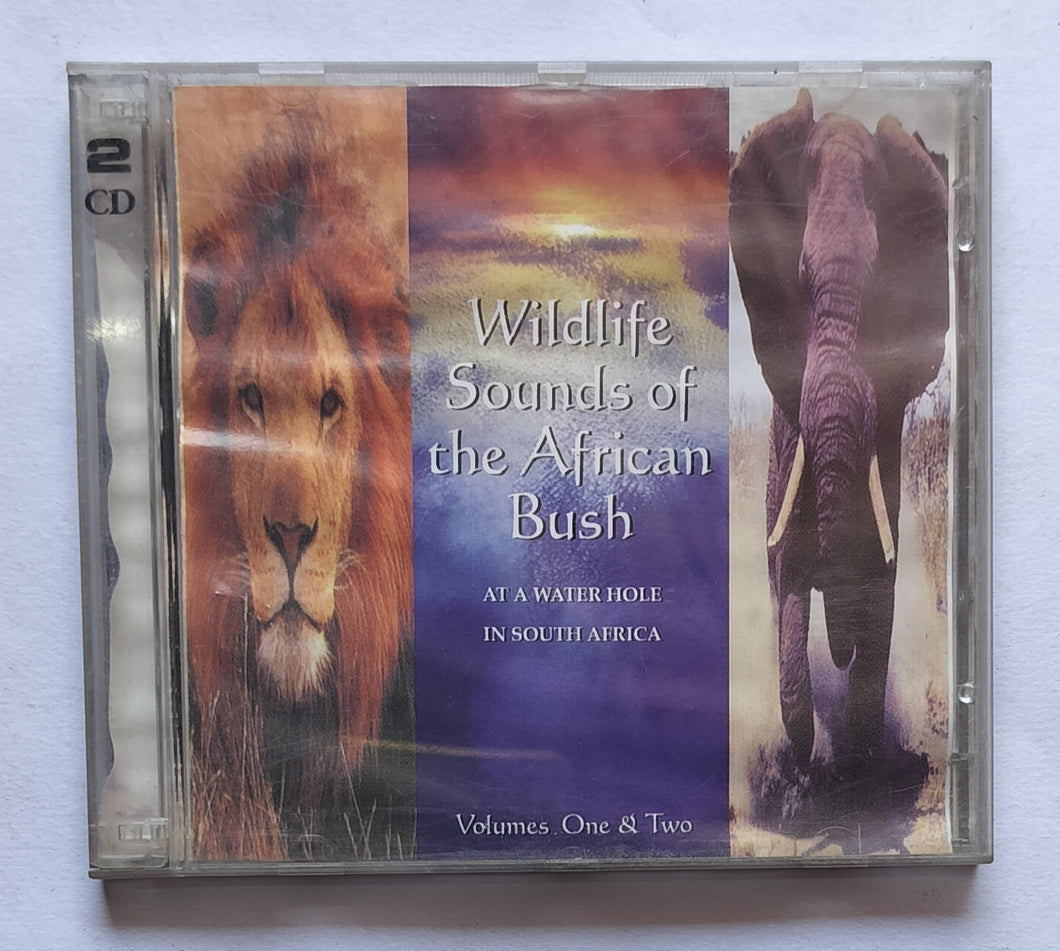 2
CD
Wildlife
Sounds of
the African
Bush
AT A WATER HOLE
IN SOUTH AFRICA
Volumes One & Two